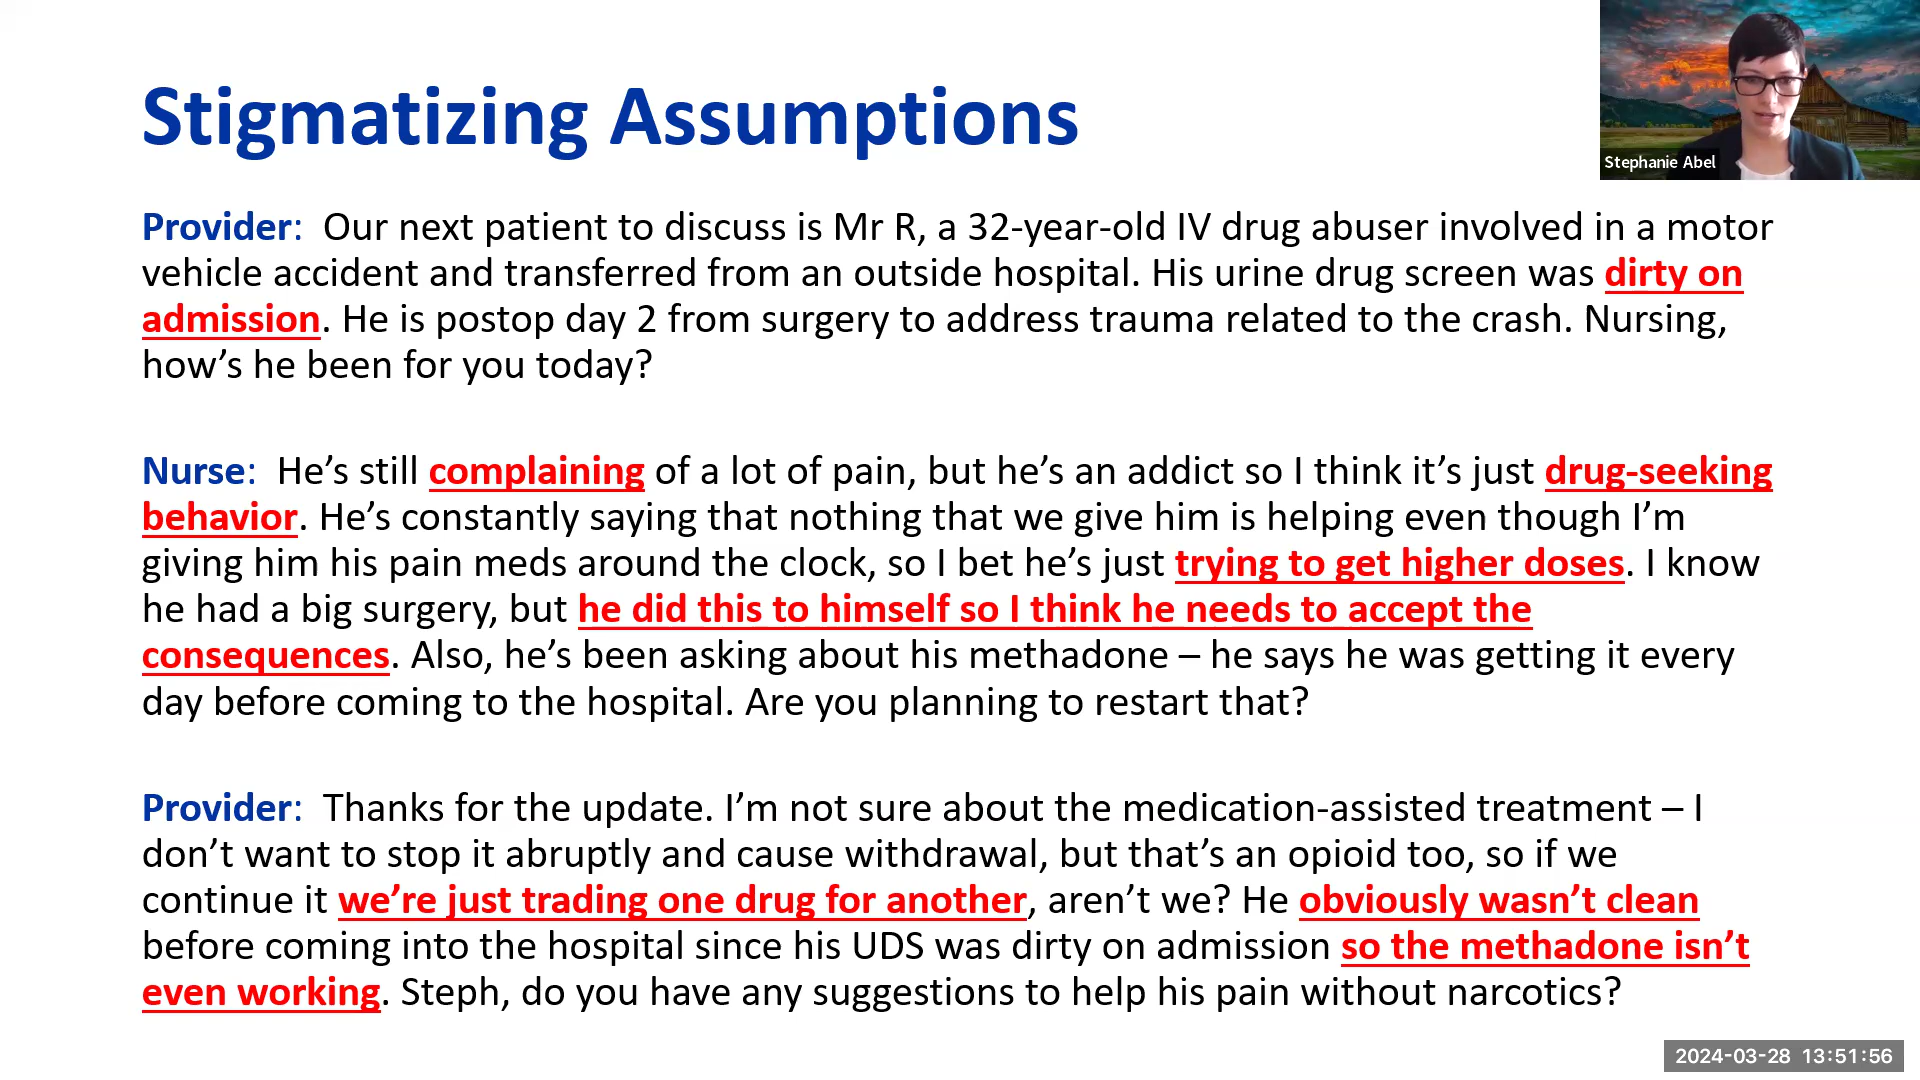 Stigmatizing Assumptions
Stephanie Abel
Provider:  Our next patient to discuss is Mr R, a 32-year-old IV drug abuser involved in a motor
vehicle accident and transferred from an outside hospital. His urine drug screen was dirty on
admission. He is postop day 2 from surgery to address trauma related to the crash. Nursing,
how’s he been for you today?
Nurse:  He’s still complaining of a lot of pain, but he’s an addict so I think it’s just drug-seeking
behavior. He’s constantly saying that nothing that we give him is helping even though I’m
giving him his pain meds around the clock, so I bet he’s just trying to get higher doses. I know
he had a big surgery, but he did this to himself so I think he needs to accept the
consequences. Also, he’s been asking about his methadone – he says he was getting it every
day before coming to the hospital. Are you planning to restart that?
Provider:  Thanks for the update. I’m not sure about the medication-assisted treatment – I
don’t want to stop it abruptly and cause withdrawal, but that’s an opioid too, so if we
continue it we’re just trading one drug for another, aren’t we? He obviously wasn’t clean
before coming into the hospital since his UDS was dirty on admission so the methadone isn’t
even working. Steph, do you have any suggestions to help his pain without narcotics?
2024-03-28 13:51:56